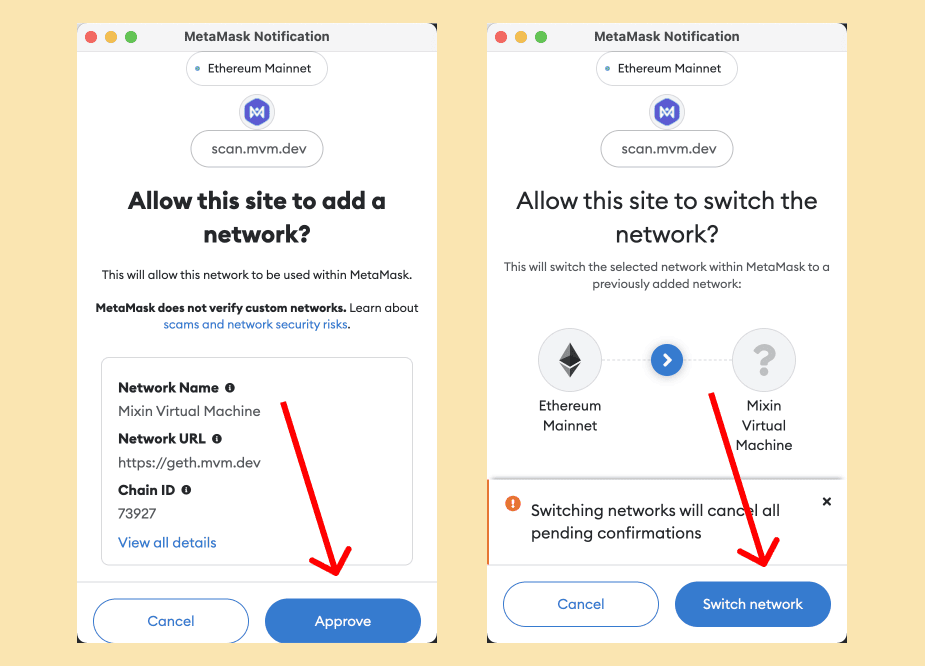 MetaMask Notification
Ethereum Mainnet
scan.mvm.dev
Allow this site to add a
network?
This will allow this network to be used within MetaMask.
MetaMask does not verify custom networks. Learn about
scams and network security risks.
Network Name
Mixin Virtual Machine
Network URL
https://geth.mvm.dev
Chain ID
73927
View all details
Cancel
Approve
MetaMask Notification
Ethereum Mainnet
scan.mvm.dev
Allow this site to switch the
network?
This will switch the selected network within MetaMask to a
previously added network:
Ethereum
Mainnet
?
Mixin
Virtual
Machine
Switching networks will cancel all
pending confirmations
Cancel
Switch network